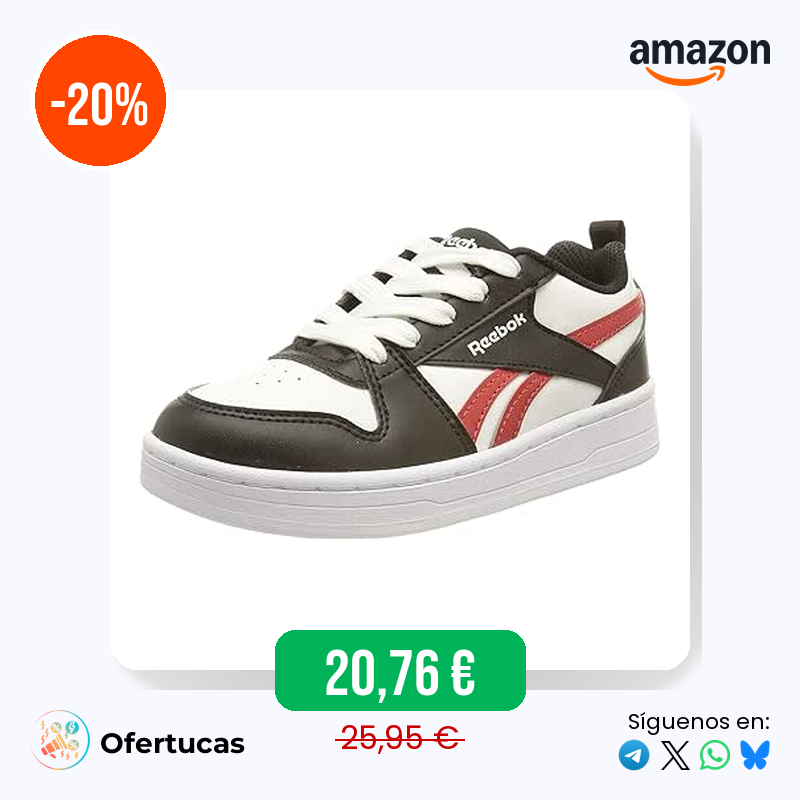 -20%
amazon
Reebok
20,76 €
25,95 €
Ofertucas
Síguenos en: